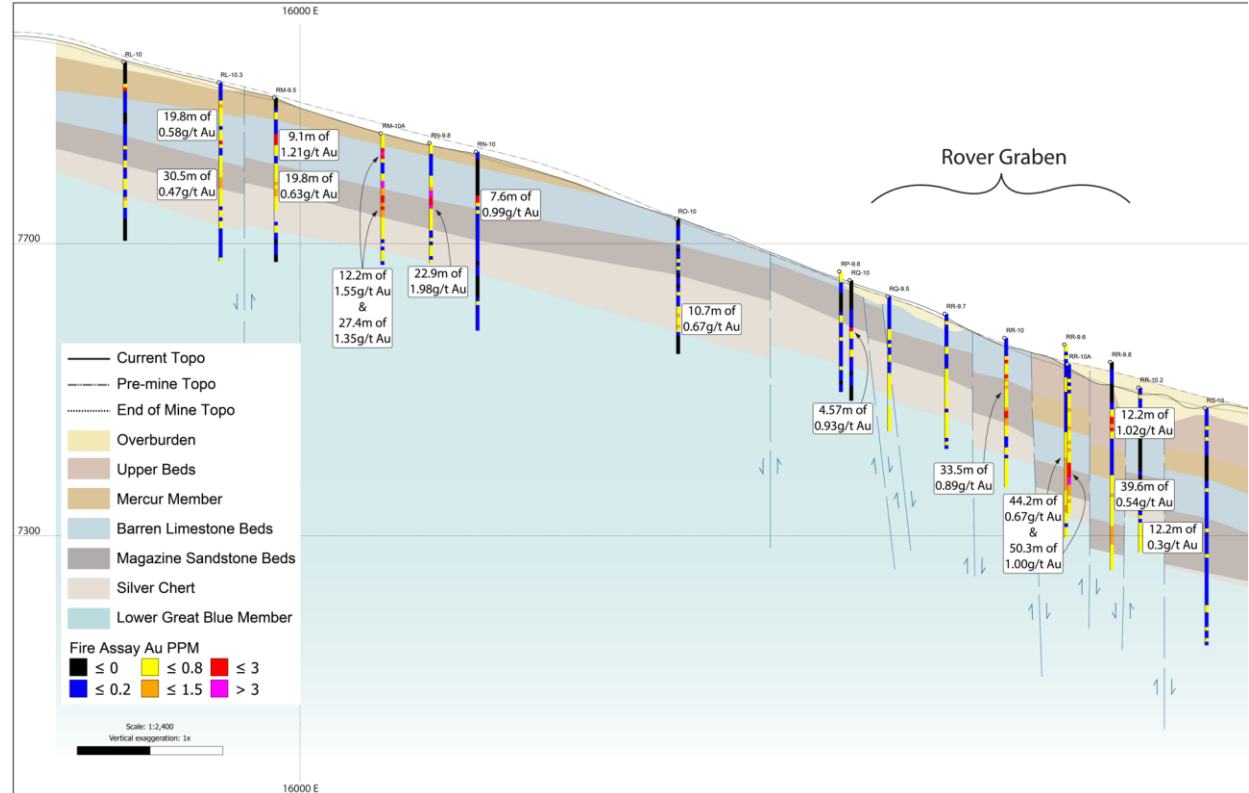 16000 E
RL-10
RL-10.3
RM-9.5
RM-10A
RN-9.8
RN-10
RO-10
RP-9.8
RQ-10
RQ-9.5
RR-9.7
RR-10
RR-9.6
RR-10A
RR-9.8
RR-10.2
RS-10
Rover Graben
19.8m of
0.58g/t Au
30.5m of
0.47g/t Au
9.1m of
1.21g/t Au
19.8m of
0.63g/t Au
12.2m of
1.55g/t Au
&
27.4m of
1.35g/t Au
22.9m of
1.98g/t Au
7.6m of
0.99g/t Au
10.7m of
0.67g/t Au
4.57m of
0.93g/t Au
33.5m of
0.89g/t Au
44.2m of
0.67g/t Au
&
50.3m of
1.00g/t Au
12.2m of
1.02g/t Au
39.6m of
0.54g/t Au
12.2m of
0.3g/t Au
7700
7300
Current Topo
Pre-mine Topo
End of Mine Topo
Overburden
Upper Beds
Mercur Member
Barren Limestone Beds
Magazine Sandstone Beds
Silver Chert
Lower Great Blue Member
Fire Assay Au PPM
≤ 0 ≤ 0.8 ≤ 3
≤ 0.2 ≤ 1.5 > 3
Scale: 1:2,400
Vertical exaggeration: 1x
16000 E